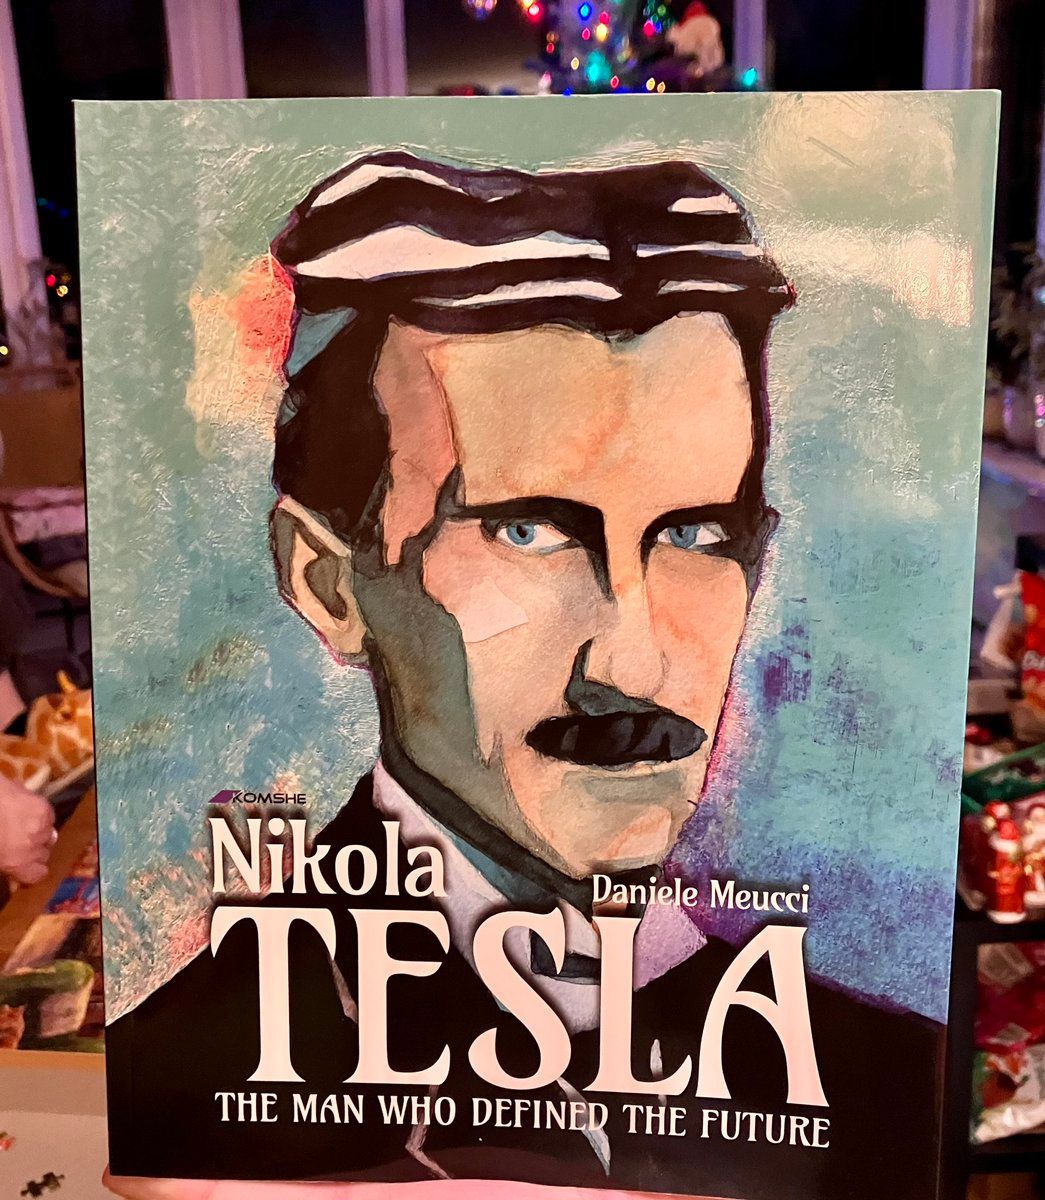 KOMSHE
Nikola
Daniele Meucci
TESLA
THE MAN WHO DEFINED THE FUTURE